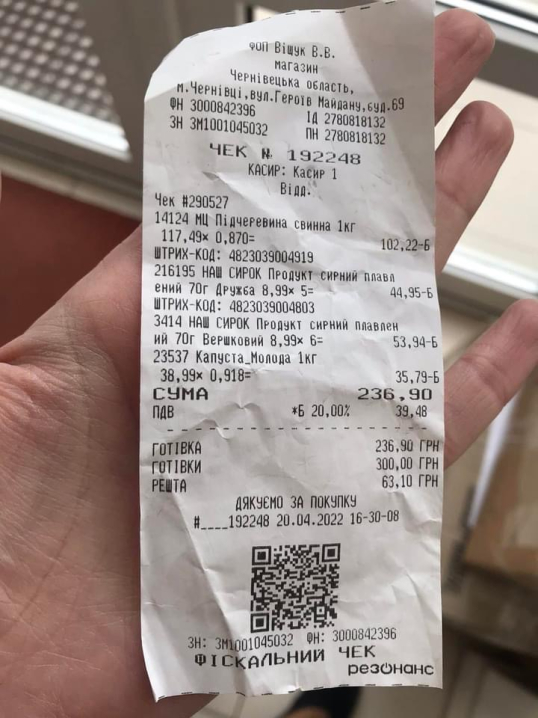 ФОП Віщук В.В.
магазин
Чернівецька область,
м.Чернівці,вул.Героїв Майдану,буд.69
ФН 3000842396 ІД 2780818132
ЗН ЗМ1001045032 ПН 2780818132
ЧЕК № 192248
КАСИР: Касир 1
Відд:
Чек #290527
14124 МЦ Підчеревина свинна 1кг
117,49× 0,870= 102,22-Б
ШТРИХ-КОД: 4823039004919
216195 НАШ СИРОК Продукт сирний плавл
ений 70г Дружба 8,99× 5= 44,95-Б
ШТРИХ-КОД: 4823039004803
3414 НАШ СИРОК Продукт сирний плавлен
ий 70г Вершковий 8,99× 6= 53,94-Б
23537 Капуста_Молода 1кг
38,99× 0,918= 35,79-Б
СУМА 236,90
ПДВ *Б 20,00% 39,48
ГОТІВКА 236,90 ГРН
ГОТІВКИ 300,00 ГРН
РЕШТА 63,10 ГРН
ДЯКУЄМО ЗА ПОКУПКУ
#____192248 20.04.2022 16-30-08
ЗН: ЗМ1001045032 ФН: 3000842396
ФІСКАЛЬНИЙ ЧЕК
резонанс